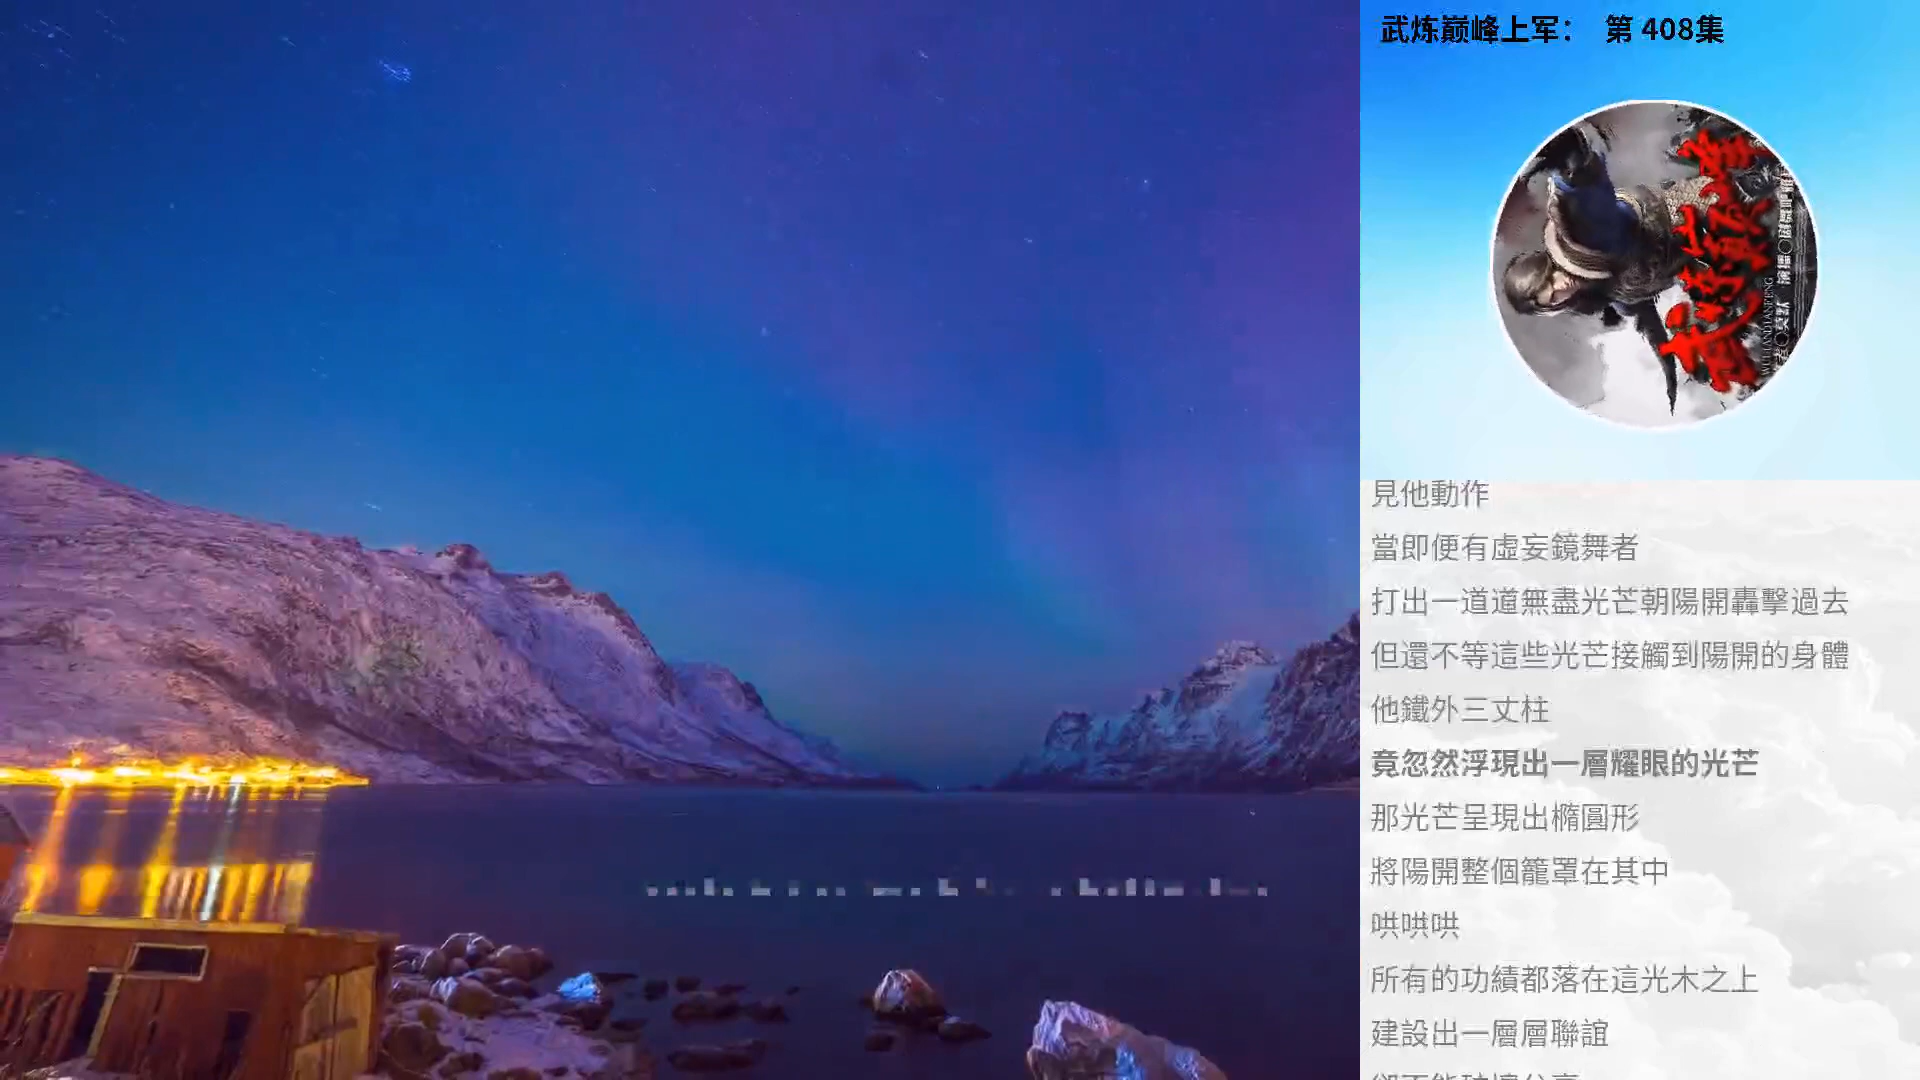 武炼巅峰上军： 第 408集
武炼巅峰
見他動作
當即便有虛妄鏡舞者
打出一道道無盡光芒朝陽開轟擊過去
但還不等這些光芒接觸到陽開的身體
他鐵外三丈柱
竟忽然浮現出一層耀眼的光芒
那光芒呈現出橢圓形
將陽開整個籠罩在其中
哄哄哄
所有的功績都落在這光木之上
建設出一層層聯誼